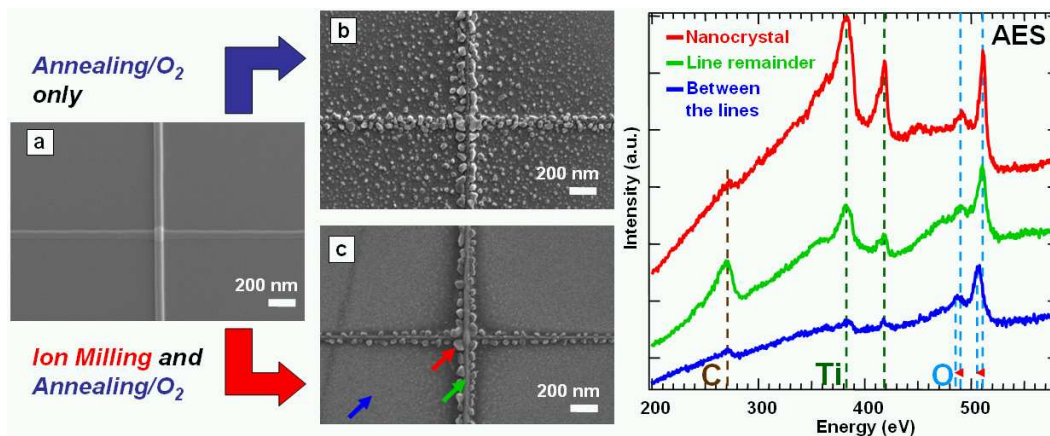 Annealing/O2
only
a
200 nm
Ion Milling and
Annealing/O2
b
200 nm
c
200 nm
AES
Nanocrystal
Line remainder
Between
the lines
Intensity (a.u.)
C
Ti
O
200
300
400
500
Energy (eV)